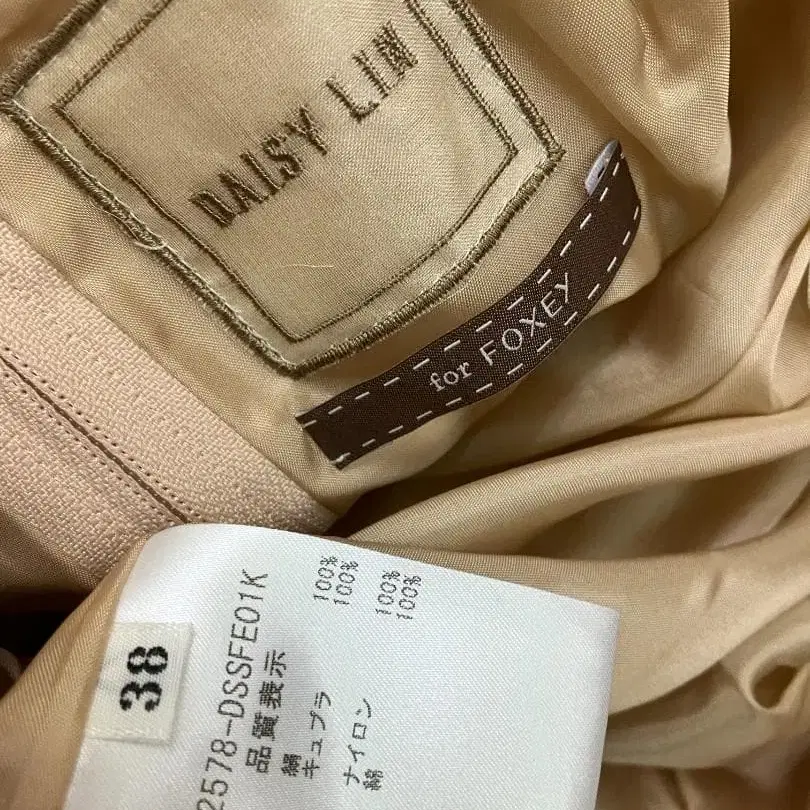 DAISY LIN
for FOXEY
38
2578-DSSFE01K
品質表示
絹 100%
キュプラ 100%
ナイロン 100%
綿 100%